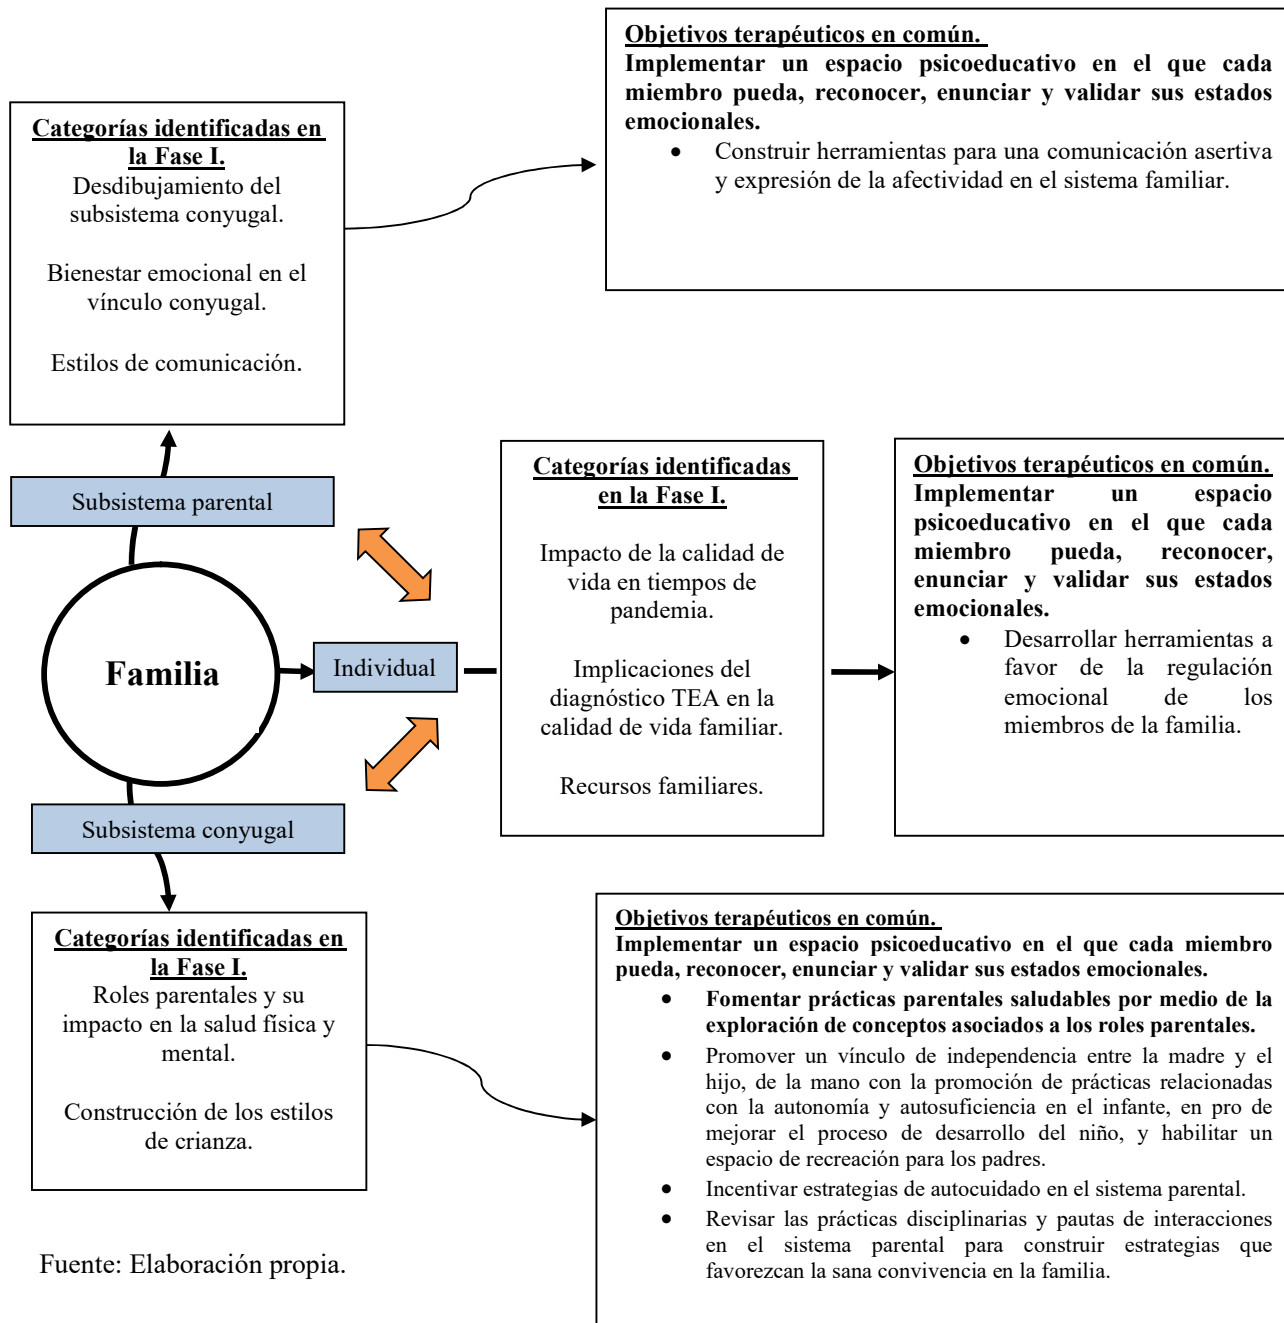 Objetivos terapéuticos en común.
Implementar un espacio psicoeducativo en el que cada
miembro pueda, reconocer, enunciar y validar sus estados
emocionales.
• Construir herramientas para una comunicación asertiva
y expresión de la afectividad en el sistema familiar.
Categorías identificadas en
la Fase I.
Desdibujamiento del
subsistema conyugal.
Bienestar emocional en el
vínculo conyugal.
Estilos de comunicación.
Subsistema parental
Familia
Individual
Subsistema conyugal
Categorías identificadas
en la Fase I.
Impacto de la calidad de
vida en tiempos de
pandemia.
Implicaciones del
diagnóstico TEA en la
calidad de vida familiar.
Recursos familiares.
Objetivos terapéuticos en común.
Implementar un espacio
psicoeducativo en el que cada
miembro pueda, reconocer,
enunciar y validar sus estados
emocionales.
• Desarrollar herramientas a
favor de la regulación
emocional de los
miembros de la familia.
Categorías identificadas en
la Fase I.
Roles parentales y su
impacto en la salud física y
mental.
Construcción de los estilos
de crianza.
Objetivos terapéuticos en común.
Implementar un espacio psicoeducativo en el que cada miembro
pueda, reconocer, enunciar y validar sus estados emocionales.
• Fomentar prácticas parentales saludables por medio de la
exploración de conceptos asociados a los roles parentales.
• Promover un vínculo de independencia entre la madre y el
hijo, de la mano con la promoción de prácticas relacionadas
con la autonomía y autosuficiencia en el infante, en pro de
mejorar el proceso de desarrollo del niño, y habilitar un
espacio de recreación para los padres.
• Incentivar estrategias de autocuidado en el sistema parental.
• Revisar las prácticas disciplinarias y pautas de interacciones
en el sistema parental para construir estrategias que
favorezcan la sana convivencia en la familia.
Fuente: Elaboración propia.